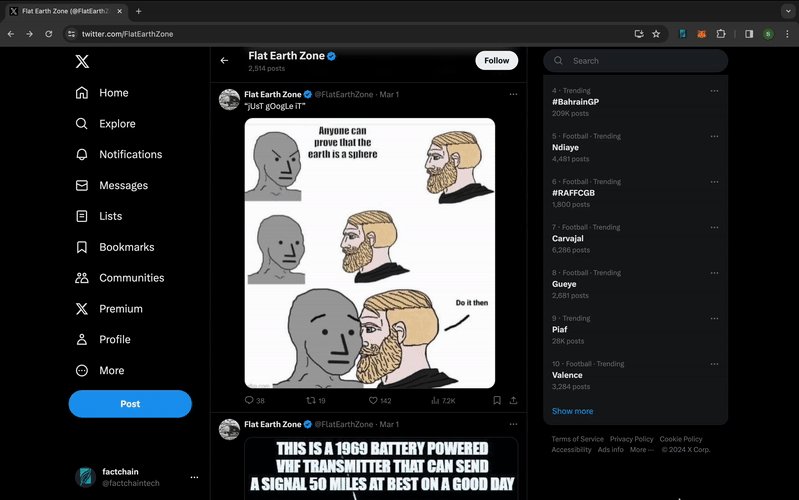 Flat Earth Zone (@FlatEarthZ
twitter.com/FlatEarthZone
Home
Explore
Notifications
Messages
Lists
Bookmarks
Communities
Premium
Profile
More
Post
factchain
@factchaintech
Flat Earth Zone
2,514 posts
Follow
Flat Earth Zone @FlatEarthZone · Mar 1
"jUsT gOogLe iT"
Anyone can
prove that the
earth is a sphere
Do it then
38
19
142
7.2K
Flat Earth Zone @FlatEarthZone · Mar 1
THIS IS A 1969 BATTERY POWERED
VHF TRANSMITTER THAT CAN SEND
A SIGNAL 50 MILES AT BEST ON A GOOD DAY
Search
4 · Trending
#BahrainGP
209K posts
5 · Football · Trending
Ndiaye
4,481 posts
6 · Football · Trending
#RAFFCGB
1,800 posts
7 · Football · Trending
Carvajal
6,286 posts
8 · Football · Trending
Gueye
2,681 posts
9 · Trending
Piaf
28K posts
10 · Football · Trending
Valence
3,284 posts
Show more
Terms of Service Privacy Policy Cookie Policy
Accessibility Ads info More ··· © 2024 X Corp.